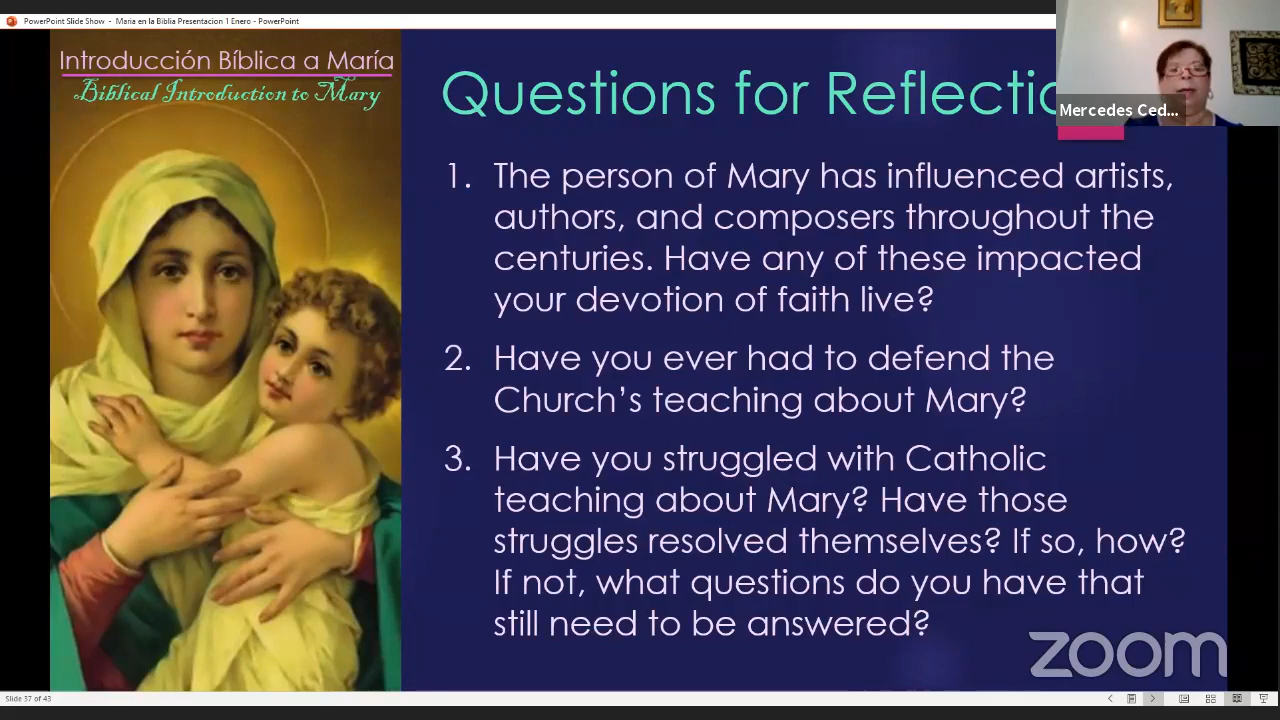 PowerPoint Slide Show - Maria en la Biblia Presentacion 1 Enero - PowerPoint
Introducción Bíblica a María
Biblical Introduction to Mary
Questions for Reflectio
Mercedes Ced...
1. The person of Mary has influenced artists,
authors, and composers throughout the
centuries. Have any of these impacted
your devotion of faith live?
2. Have you ever had to defend the
Church's teaching about Mary?
3. Have you struggled with Catholic
teaching about Mary? Have those
struggles resolved themselves? If so, how?
If not, what questions do you have that
still need to be answered?
zoom
Slide 37 of 43